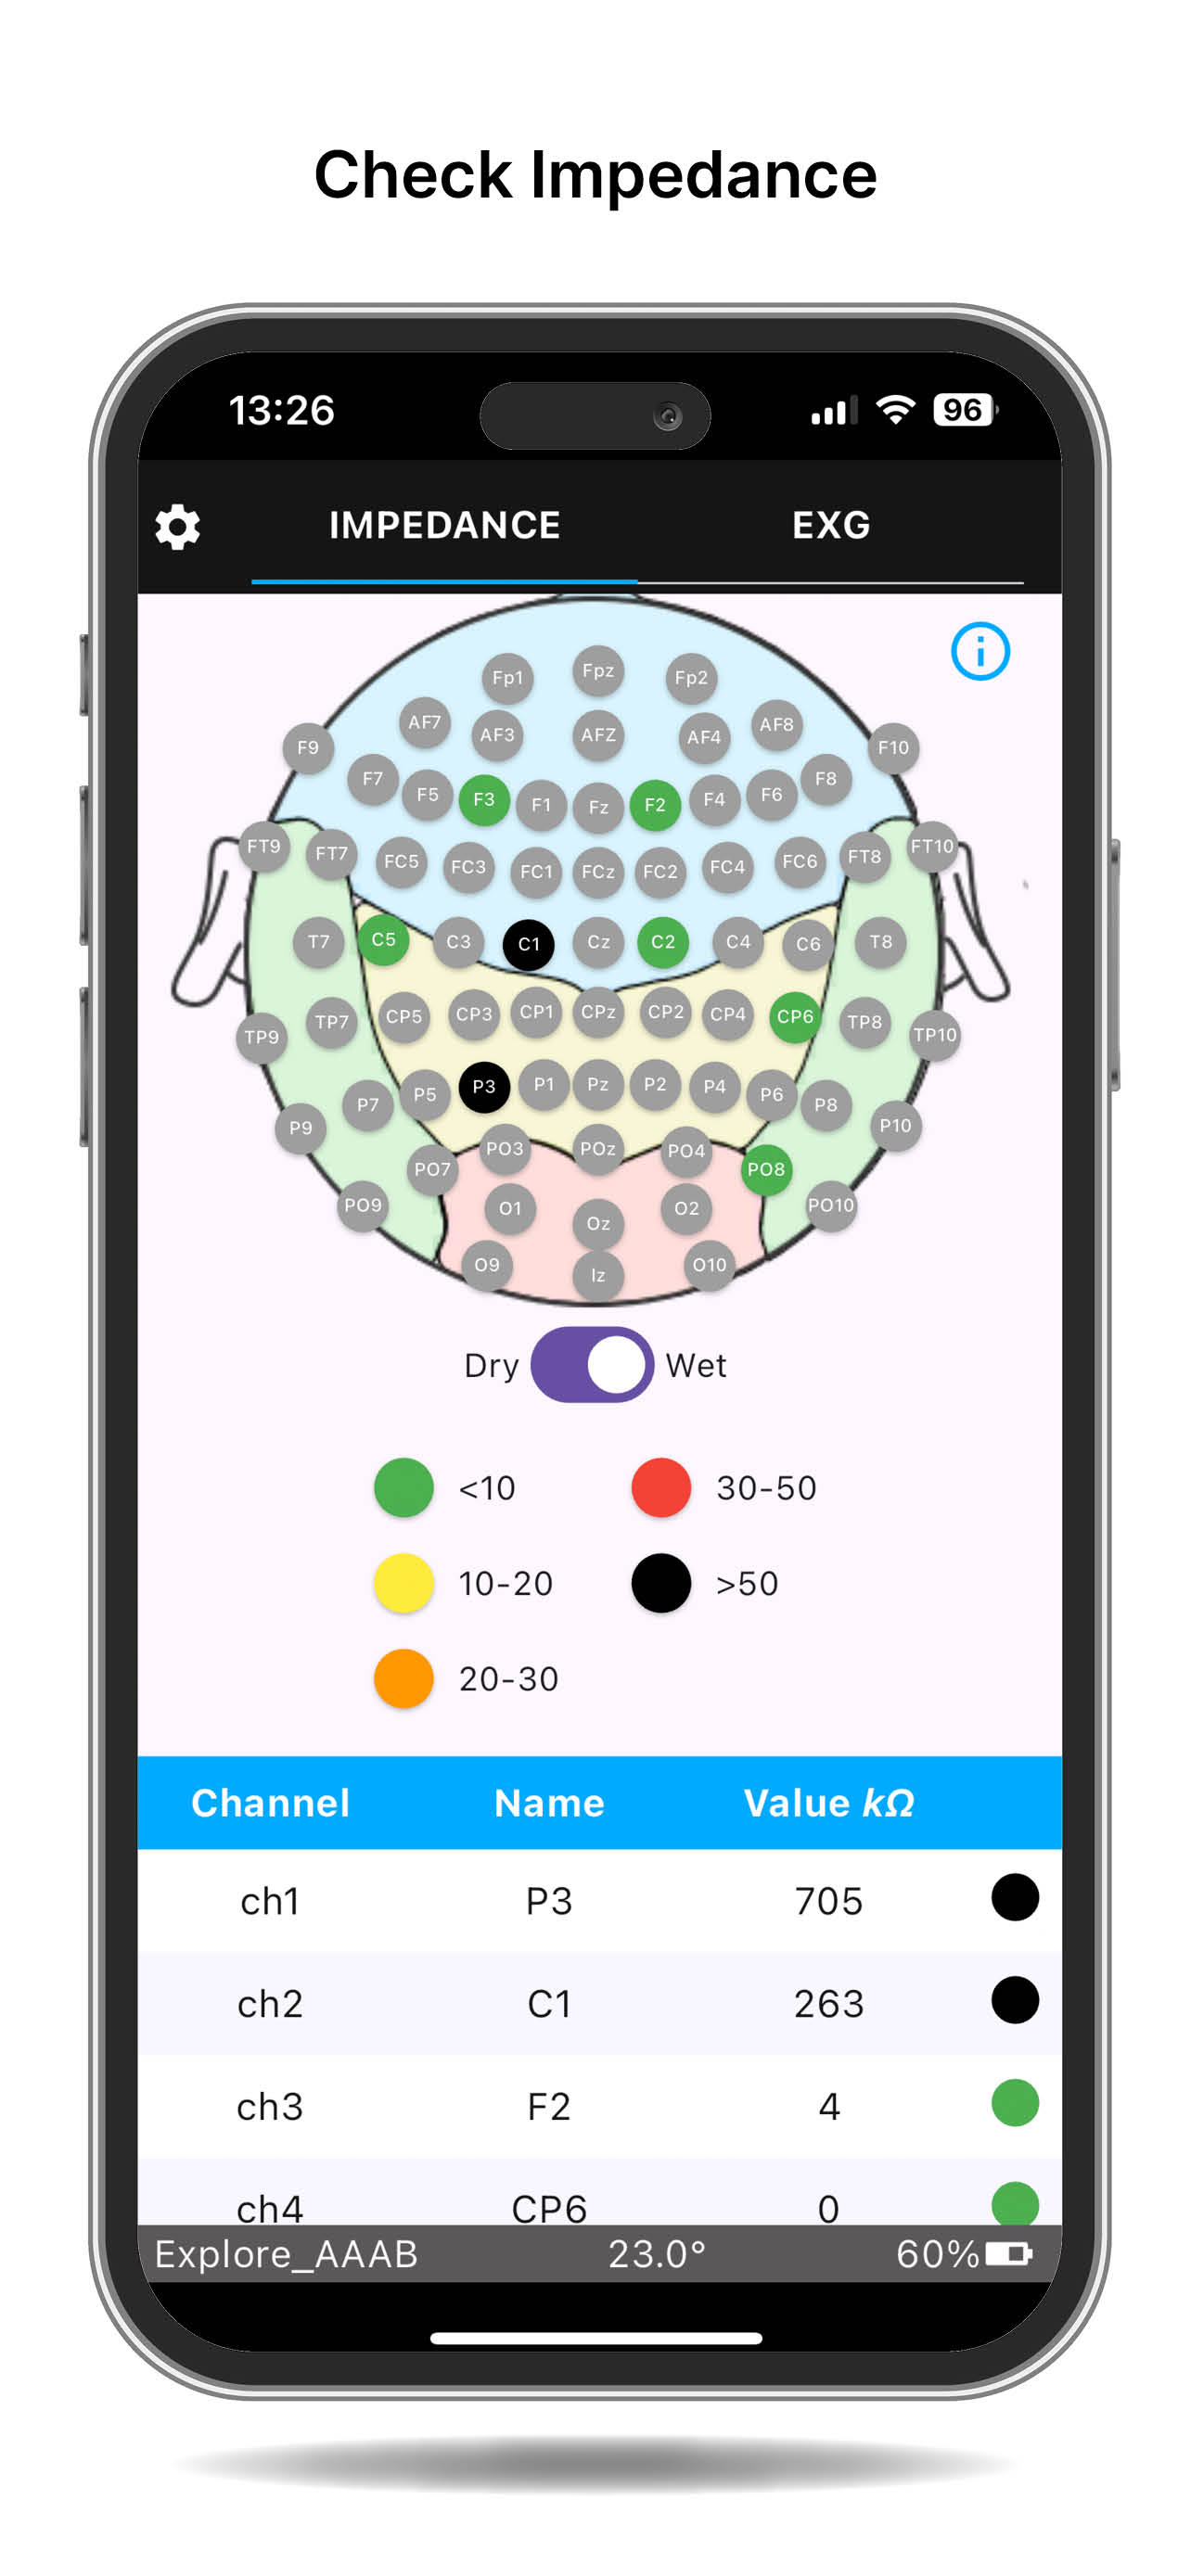 Check Impedance
13:26
96
IMPEDANCE EXG
Fp1 Fpz Fp2
AF7 AF3 AFZ AF4 AF8
F9 F10
F7 F5 F3 F1 Fz F2 F4 F6 F8
FT9 FT7 FC5 FC3 FC1 FCz FC2 FC4 FC6 FT8 FT10
T7 C5 C3 C1 Cz C2 C4 C6 T8
TP9 TP7 CP5 CP3 CP1 CPz CP2 CP4 CP6 TP8 TP10
P9 P7 P5 P3 P1 Pz P2 P4 P6 P8 P10
PO9 PO7 PO3 POz PO4 PO8 PO10
O1 Oz O2
O9 Iz O10
Dry Wet
<10 30-50
10-20 >50
20-30
Channel Name Value kΩ
ch1 P3 705
ch2 C1 263
ch3 F2 4
ch4 CP6 0
Explore_AAAB 23.0° 60%